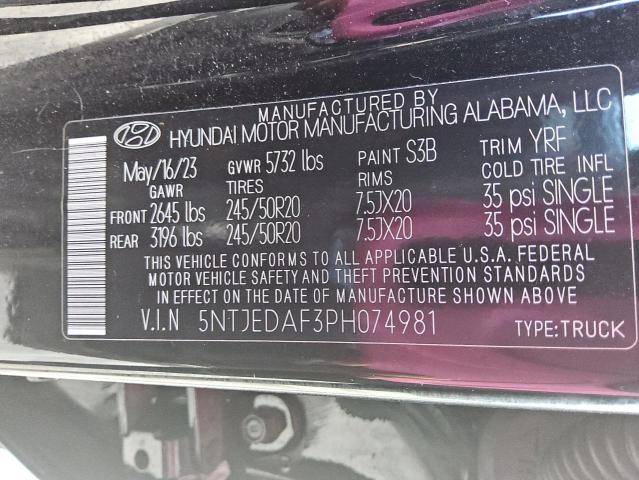 MANUFACTURED BY
HYUNDAI MOTOR MANUFACTURING ALABAMA, LLC
May/16/23 GVWR 5732 lbs PAINT S3B TRIM YRF
GAWR TIRES RIMS COLD TIRE INFL
FRONT 2645 lbs 245/50R20 7.5JX20 35 psi SINGLE
REAR 3196 lbs 245/50R20 7.5JX20 35 psi SINGLE
THIS VEHICLE CONFORMS TO ALL APPLICABLE U.S.A. FEDERAL
MOTOR VEHICLE SAFETY AND THEFT PREVENTION STANDARDS
IN EFFECT ON THE DATE OF MANUFACTURE SHOWN ABOVE
V.I.N 5NTJEDAF3PH074981 TYPE:TRUCK